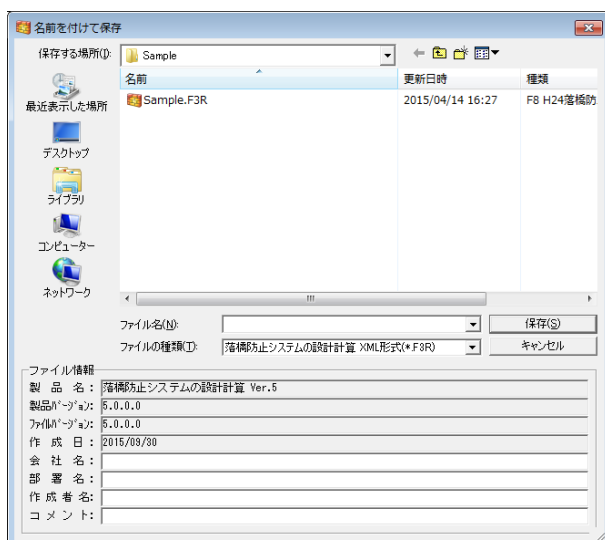 名前を付けて保存
保存する場所(I):
Sample
名前
更新日時
種類
Sample.F3R
2015/04/14 16:27
F8 H24落橋防
最近表示した場所
デスクトップ
ライブラリ
コンピューター
ネットワーク
ファイル名(N):
保存(S)
ファイルの種類(T):
落橋防止システムの設計計算 XML形式(*.F3R)
キャンセル
ファイル情報
製 品 名: 落橋防止システムの設計計算 Ver.5
製品バージョン: 5.0.0.0
ファイルバージョン: 5.0.0.0
作 成 日: 2015/09/30
会 社 名:
部 署 名:
作 成 者 名:
コ メ ン ト: